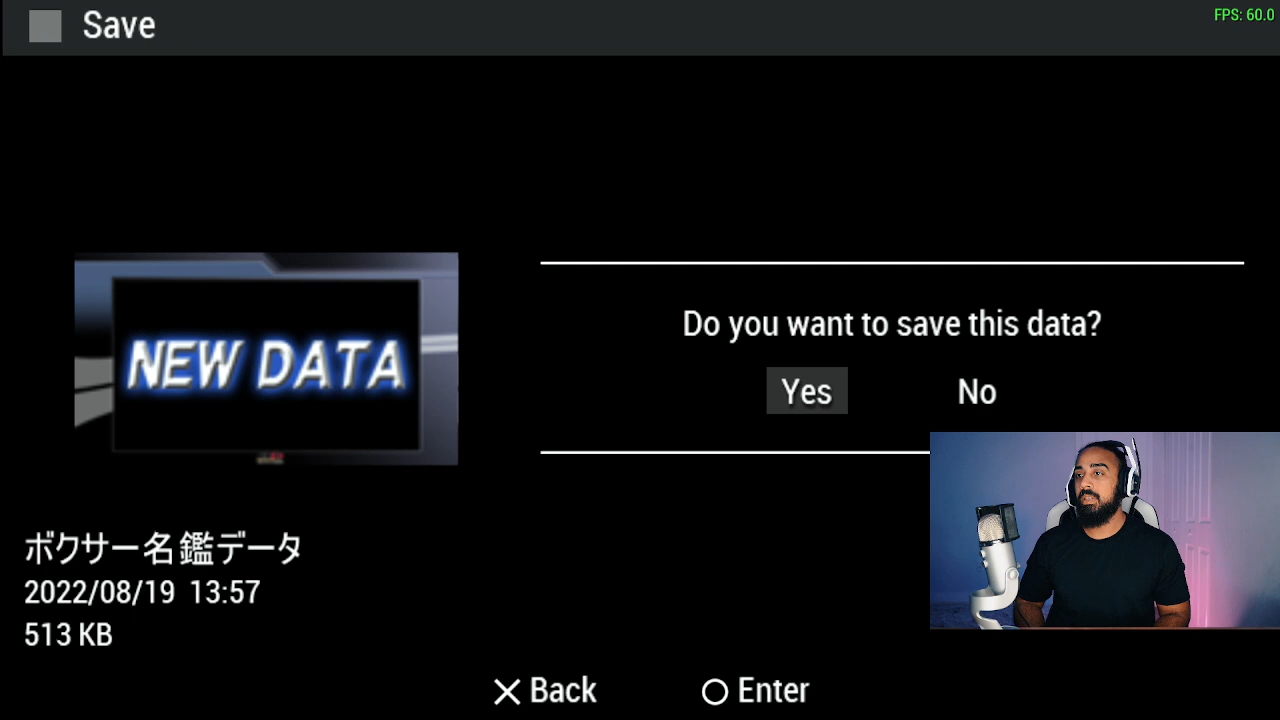 Save
FPS: 60.0
NEW DATA
Do you want to save this data?
Yes No
ボクサー名鑑データ
2022/08/19 13:57
513 KB
Back Enter